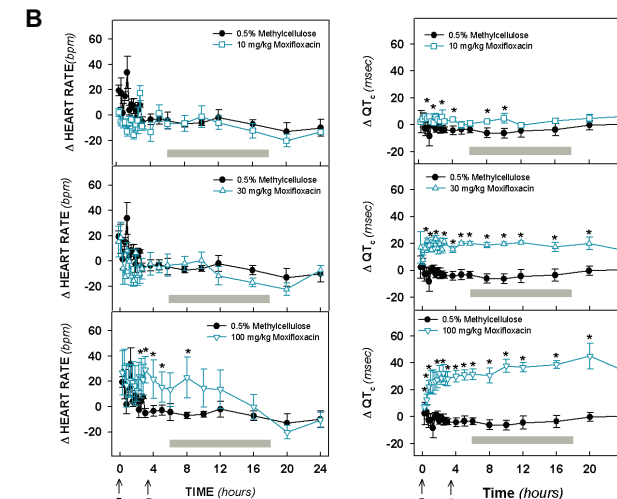 B
0.5% Methylcellulose
10 mg/kg Moxifloxacin
Δ HEART RATE(bpm)
60
40
20
0
-20
0.5% Methylcellulose
10 mg/kg Moxifloxacin
Δ QTc (msec)
60
40
20
0
-20
* * * * * *
0.5% Methylcellulose
30 mg/kg Moxifloxacin
Δ HEART RATE (bpm)
60
40
20
0
-20
0.5% Methylcellulose
30 mg/kg Moxifloxacin
Δ QTc (msec)
60
40
20
0
-20
0.5% Methylcellulose
100 mg/kg Moxifloxacin
Δ HEART RATE (bpm)
60
40
20
0
-20
* * * * *
0.5% Methylcellulose
100 mg/kg Moxifloxacin
Δ QTc (msec)
60
40
20
0
-20
0 4 8 12 16 20 24
TIME (hours)
0 4 8 12 16 20
Time (hours)